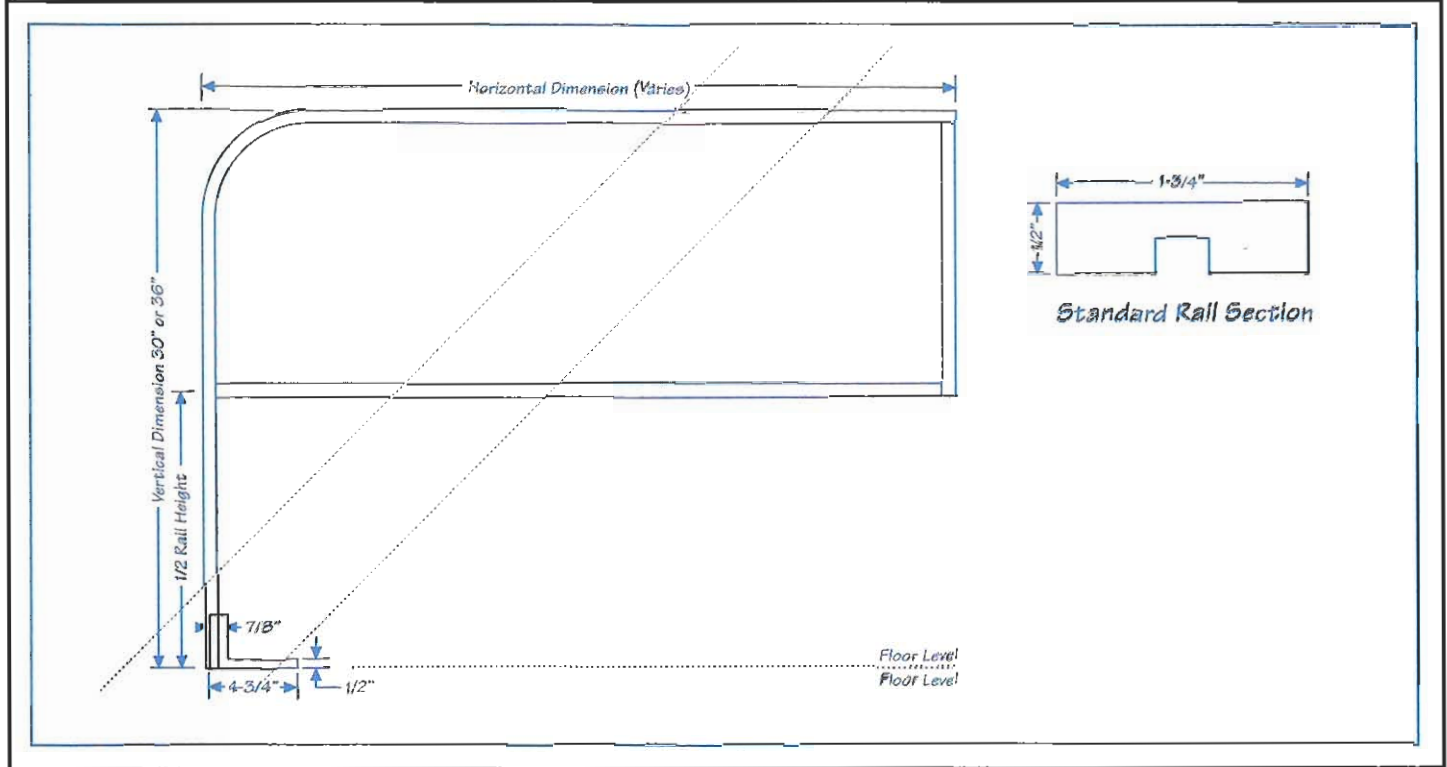 Horizontal Dimension (Varies)
Vertical Dimension 30" or 36"
1/2 Rail Height
1-3/4"
1/2"
Standard Rail Section
7/8"
4-3/4"
1/2"
Floor Level
Floor Level